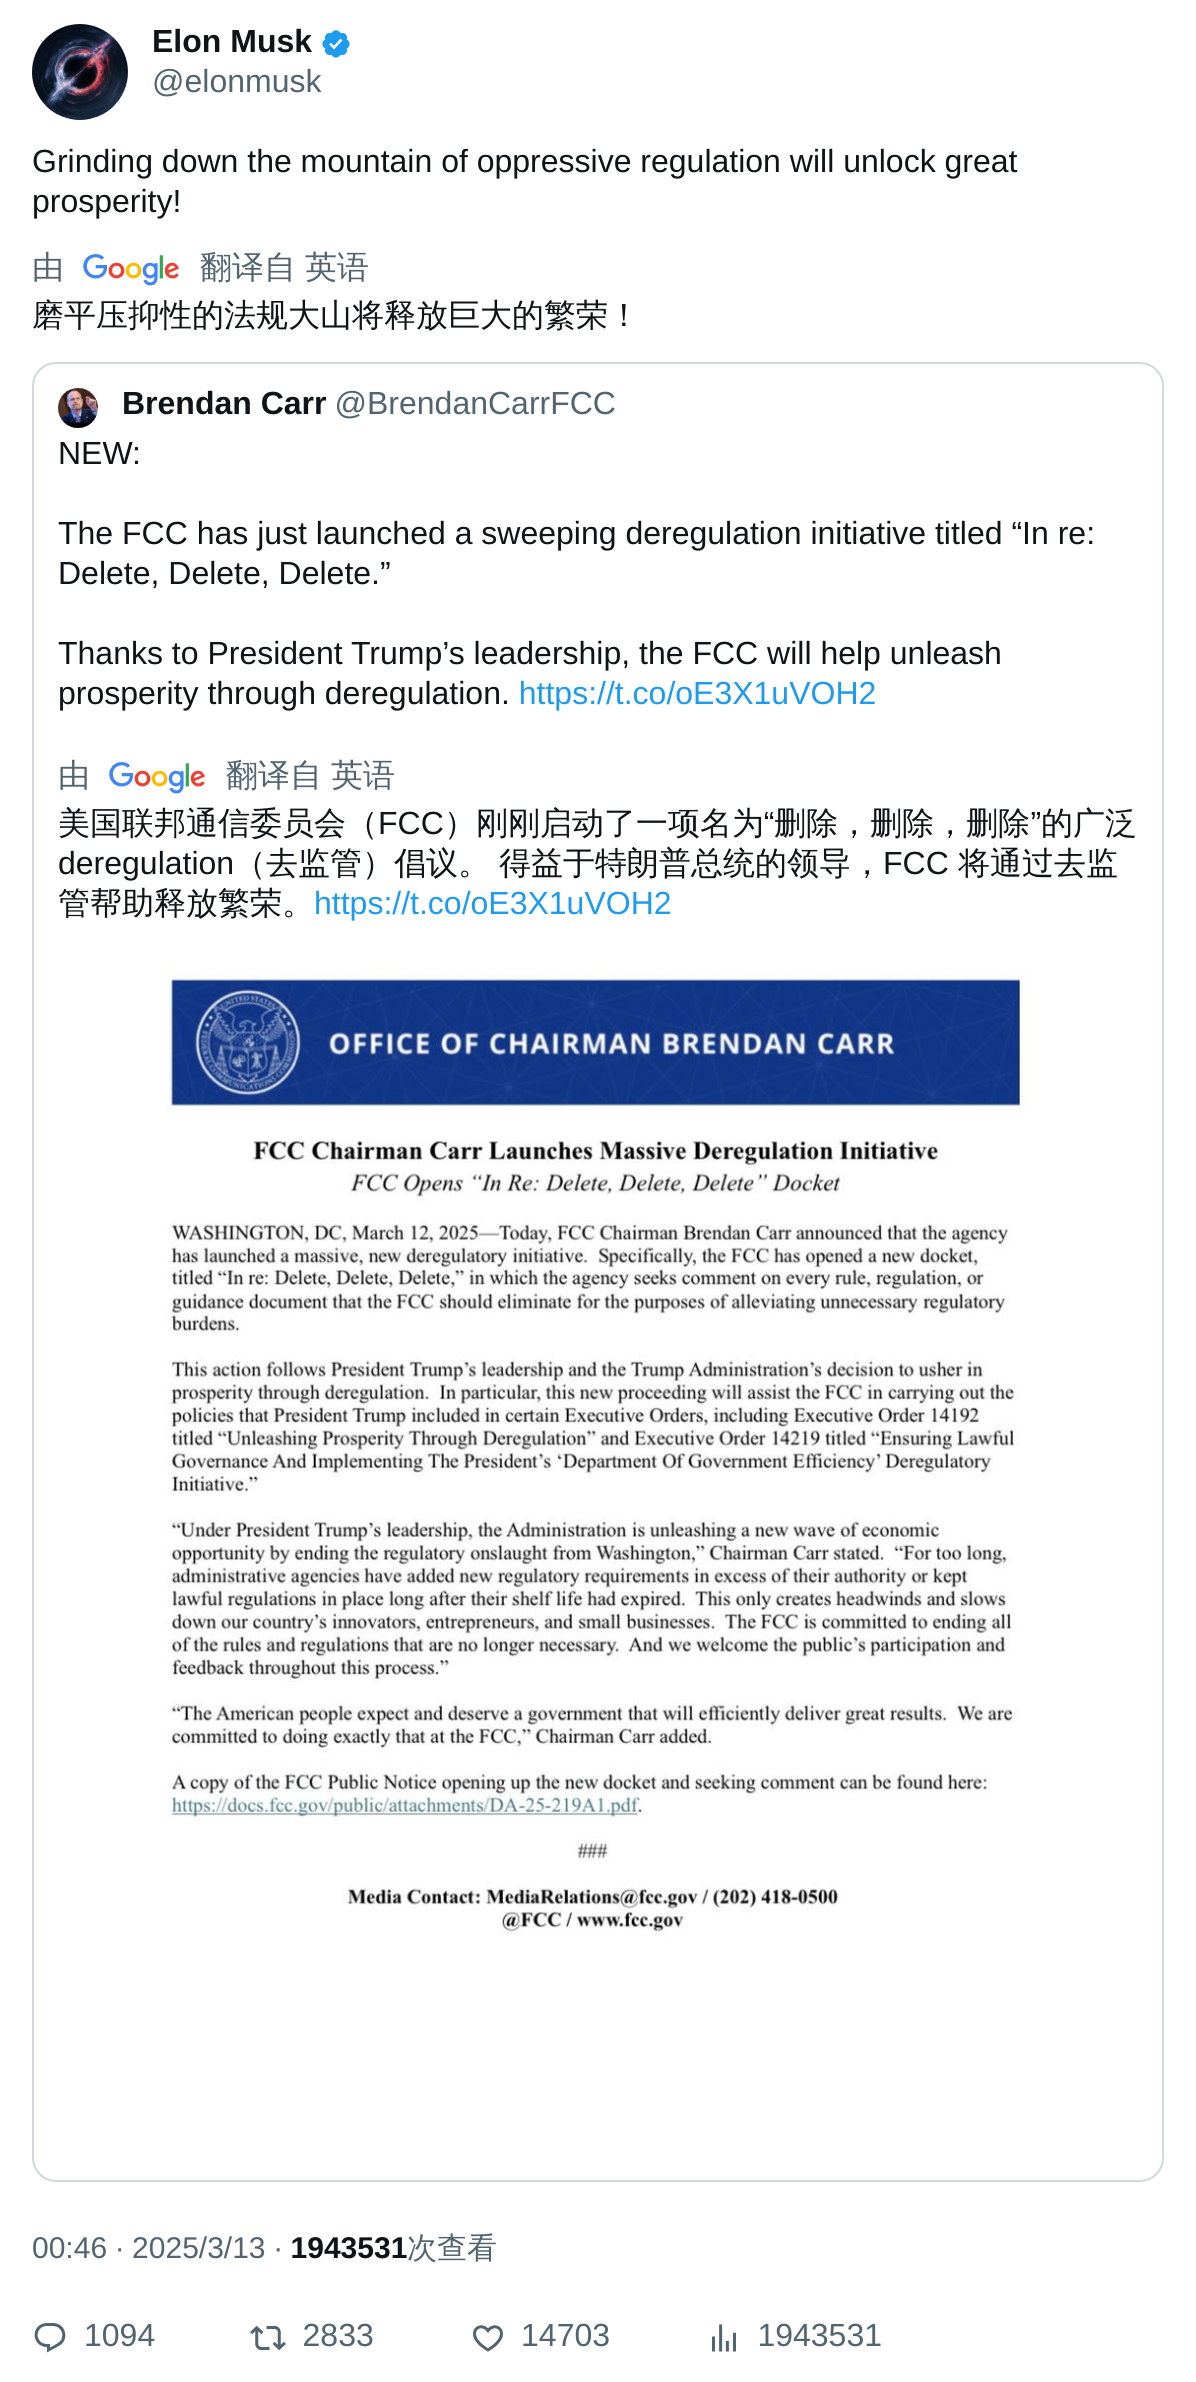 Elon Musk
@elonmusk
Grinding down the mountain of oppressive regulation will unlock great
prosperity!
由 Google 翻译自 英语
磨平压抑性的法规大山将释放巨大的繁荣！
Brendan Carr @BrendanCarrFCC
NEW:
The FCC has just launched a sweeping deregulation initiative titled “In re:
Delete, Delete, Delete.”
Thanks to President Trump’s leadership, the FCC will help unleash
prosperity through deregulation. https://t.co/oE3X1uVOH2
由 Google 翻译自 英语
美国联邦通信委员会（FCC）刚刚启动了一项名为“删除，删除，删除”的广泛
deregulation（去监管）倡议。 得益于特朗普总统的领导，FCC 将通过去监
管帮助释放繁荣。https://t.co/oE3X1uVOH2
OFFICE OF CHAIRMAN BRENDAN CARR
FCC Chairman Carr Launches Massive Deregulation Initiative
FCC Opens “In Re: Delete, Delete, Delete” Docket
WASHINGTON, DC, March 12, 2025—Today, FCC Chairman Brendan Carr announced that the agency
has launched a massive, new deregulatory initiative.  Specifically, the FCC has opened a new docket,
titled “In re: Delete, Delete, Delete,” in which the agency seeks comment on every rule, regulation, or
guidance document that the FCC should eliminate for the purposes of alleviating unnecessary regulatory
burdens.
This action follows President Trump’s leadership and the Trump Administration’s decision to usher in
prosperity through deregulation.  In particular, this new proceeding will assist the FCC in carrying out the
policies that President Trump included in certain Executive Orders, including Executive Order 14192
titled “Unleashing Prosperity Through Deregulation” and Executive Order 14219 titled “Ensuring Lawful
Governance And Implementing The President’s ‘Department Of Government Efficiency’ Deregulatory
Initiative.”
“Under President Trump’s leadership, the Administration is unleashing a new wave of economic
opportunity by ending the regulatory onslaught from Washington,” Chairman Carr stated.  “For too long,
administrative agencies have added new regulatory requirements in excess of their authority or kept
lawful regulations in place long after their shelf life had expired.  This only creates headwinds and slows
down our country’s innovators, entrepreneurs, and small businesses.  The FCC is committed to ending all
of the rules and regulations that are no longer necessary.  And we welcome the public’s participation and
feedback throughout this process.”
“The American people expect and deserve a government that will efficiently deliver great results.  We are
committed to doing exactly that at the FCC,” Chairman Carr added.
A copy of the FCC Public Notice opening up the new docket and seeking comment can be found here:
https://docs.fcc.gov/public/attachments/DA-25-219A1.pdf.
###
Media Contact: MediaRelations@fcc.gov / (202) 418-0500
@FCC / www.fcc.gov
00:46 · 2025/3/13 · 1943531次查看
1094 2833 14703 1943531